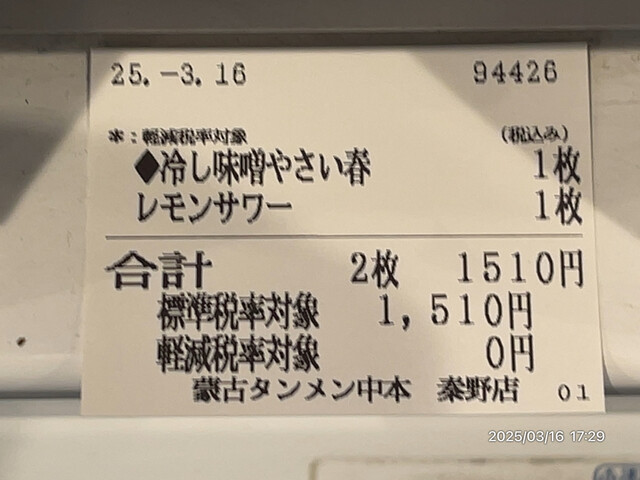 25.-3.16 94426
*:軽減税率対象 (税込み)
◆冷し味噌やさい春 1枚
レモンサワー 1枚
合計 2枚 1510円
標準税率対象 1,510円
軽減税率対象 0円
蒙古タンメン中本 秦野店 01
2025/03/16 17:29